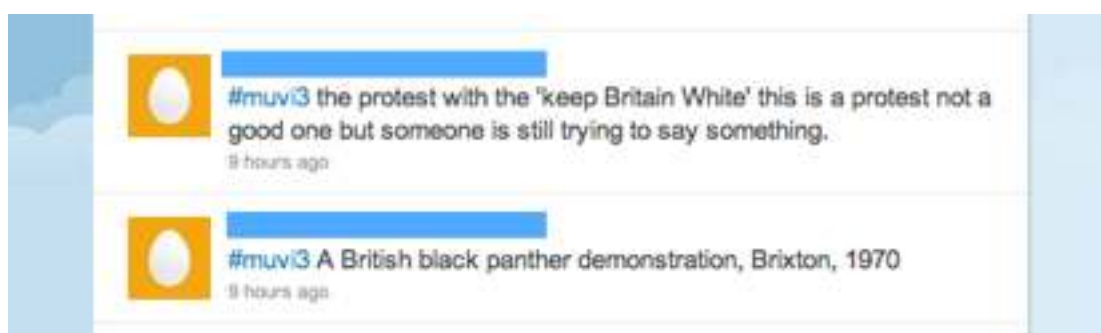 #muvi3 the protest with the 'keep Britain White' this is a protest not a
good one but someone is still trying to say something.
9 hours ago
#muvi3 A British black panther demonstration, Brixton, 1970
9 hours ago